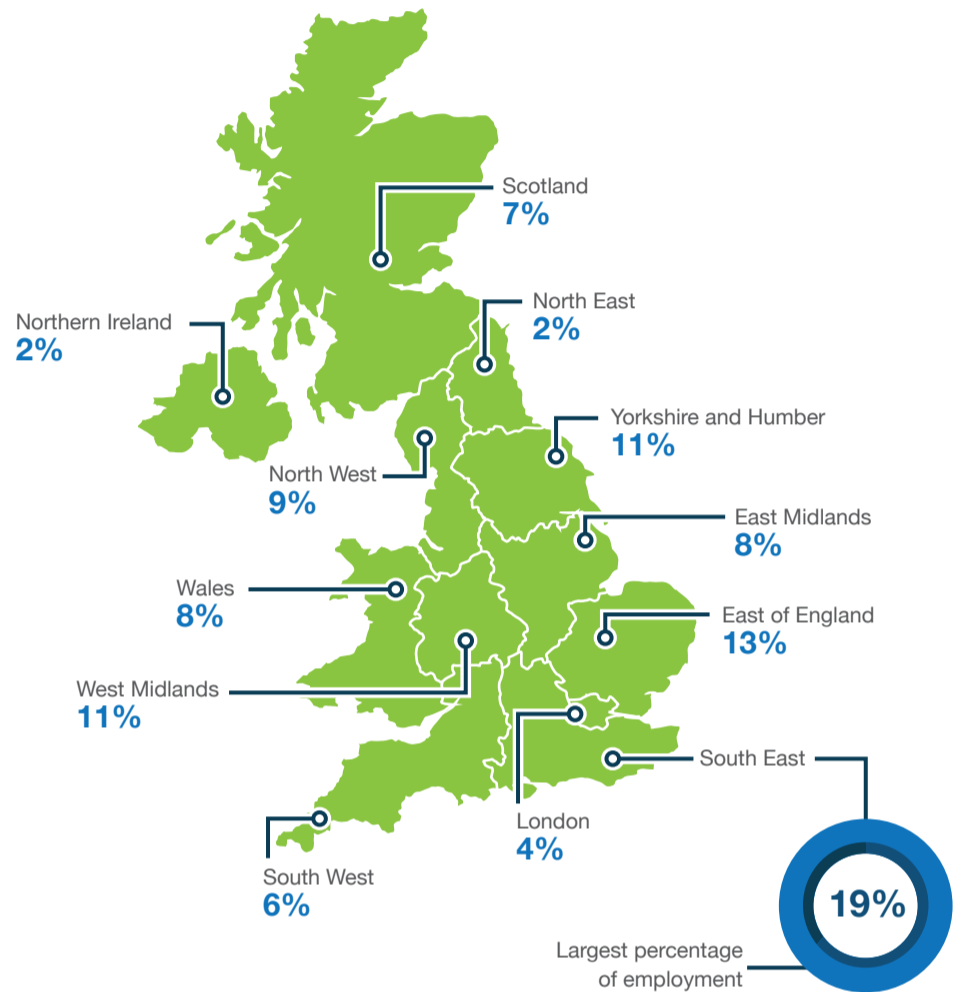 Scotland
7%
North East
2%
Northern Ireland
2%
Yorkshire and Humber
11%
North West
9%
East Midlands
8%
Wales
8%
East of England
13%
West Midlands
11%
South East
London
4%
South West
6%
19%
Largest percentage
of employment